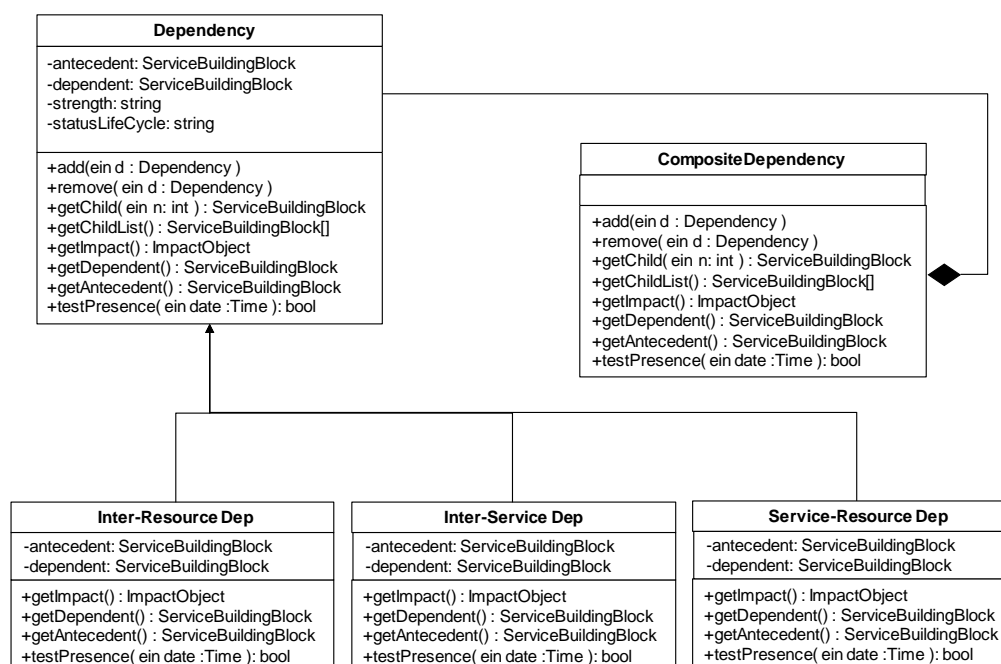 Dependency
-antecedent: ServiceBuildingBlock
-dependent: ServiceBuildingBlock
-strength: string
-statusLifeCycle: string
+add(ein d : Dependency )
+remove( ein d : Dependency )
+getChild( ein n: int ) : ServiceBuildingBlock
+getChildList() : ServiceBuildingBlock[]
+getImpact() : ImpactObject
+getDependent() : ServiceBuildingBlock
+getAntecedent() : ServiceBuildingBlock
+testPresence( ein date :Time ): bool
CompositeDependency
+add(ein d : Dependency )
+remove( ein d : Dependency )
+getChild( ein n: int ) : ServiceBuildingBlock
+getChildList() : ServiceBuildingBlock[]
+getImpact() : ImpactObject
+getDependent() : ServiceBuildingBlock
+getAntecedent() : ServiceBuildingBlock
+testPresence( ein date :Time ): bool
Inter-Resource Dep
-antecedent: ServiceBuildingBlock
-dependent: ServiceBuildingBlock
+getImpact() : ImpactObject
+getDependent() : ServiceBuildingBlock
+getAntecedent() : ServiceBuildingBlock
+testPresence( ein date :Time ): bool
Inter-Service Dep
-antecedent: ServiceBuildingBlock
-dependent: ServiceBuildingBlock
+getImpact() : ImpactObject
+getDependent() : ServiceBuildingBlock
+getAntecedent() : ServiceBuildingBlock
+testPresence( ein date :Time ): bool
Service-Resource Dep
-antecedent: ServiceBuildingBlock
-dependent: ServiceBuildingBlock
+getImpact() : ImpactObject
+getDependent() : ServiceBuildingBlock
+getAntecedent() : ServiceBuildingBlock
+testPresence( ein date :Time ): bool